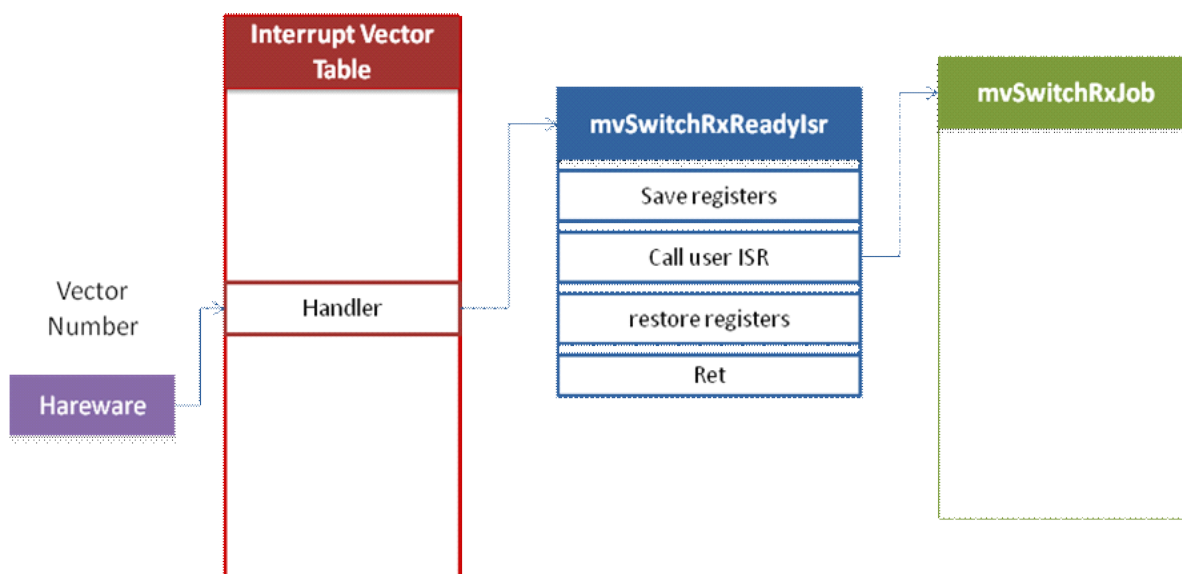 Interrupt Vector
Table
mvSwitchRxJob
mvSwitchRxReadyIsr
Save registers
Call user ISR
Vector
Number
Handler
restore registers
Ret
Hareware